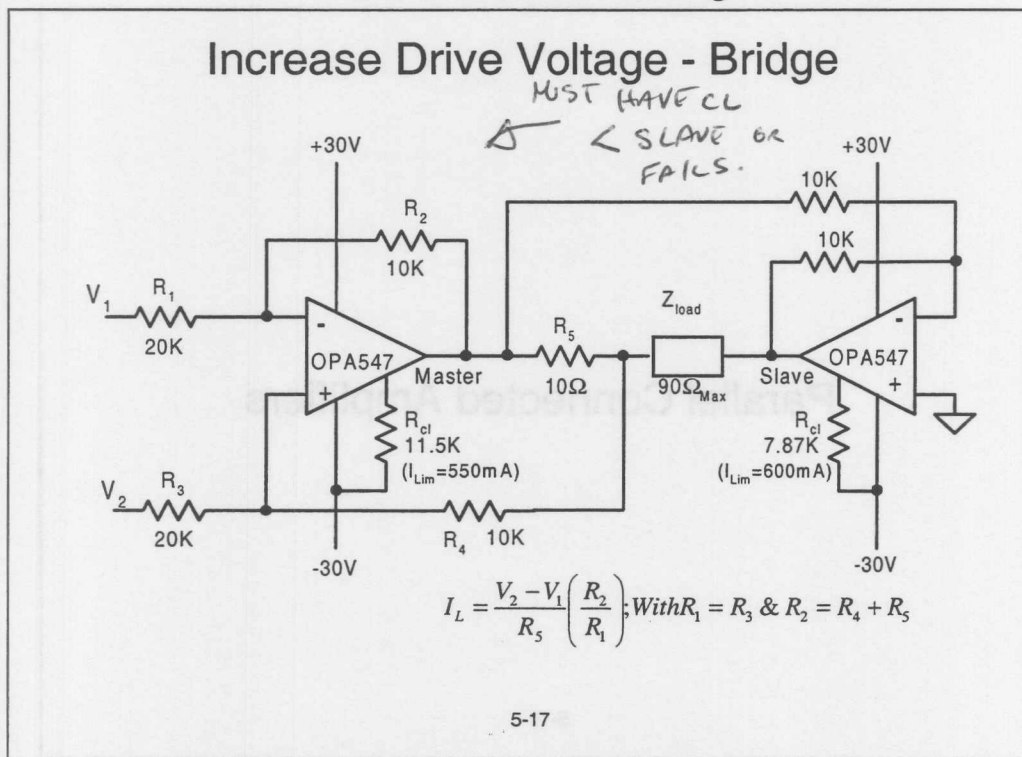 Increase Drive Voltage - Bridge
MUST HAVE CL
< SLAVE OR
FAILS.
+30V
+30V
10K
R2
10K
10K
V1
R1
Zload
-
-
20K
R5
OPA547
OPA547
Master
10Ω
90ΩMax
Slave
+
+
Rcl
11.5K
(ILim=550mA)
Rcl
7.87K
(ILim=600mA)
V2
R3
20K
R4
10K
-30V
-30V
IL = (V2 − V1)/R5 (R2/R1); With R1 = R3 & R2 = R4 + R5
5-17
Parallel Connected Amplifiers